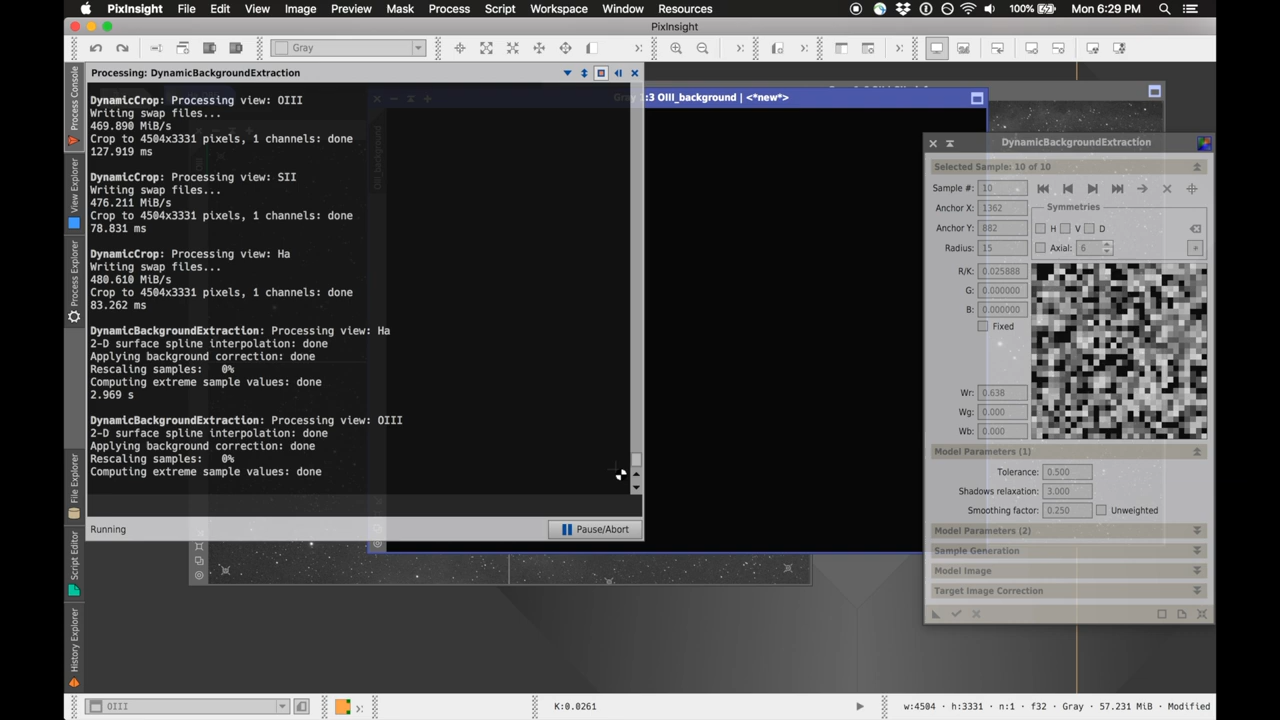 PixInsight File Edit View Image Preview Mask Process Script Workspace Window Resources 100% Mon 6:29 PM
PixInsight
Gray
Processing: DynamicBackgroundExtraction
DynamicCrop: Processing view: OIII
Writing swap files...
469.890 MiB/s
Crop to 4504x3331 pixels, 1 channels: done
127.919 ms
DynamicCrop: Processing view: SII
Writing swap files...
476.211 MiB/s
Crop to 4504x3331 pixels, 1 channels: done
78.831 ms
DynamicCrop: Processing view: Ha
Writing swap files...
480.610 MiB/s
Crop to 4504x3331 pixels, 1 channels: done
83.262 ms
DynamicBackgroundExtraction: Processing view: Ha
2-D surface spline interpolation: done
Applying background correction: done
Rescaling samples: 0%
Computing extreme sample values: done
2.969 s
DynamicBackgroundExtraction: Processing view: OIII
2-D surface spline interpolation: done
Applying background correction: done
Rescaling samples: 0%
Computing extreme sample values: done
Running
Pause/Abort
Process Console
View Explorer
Process Explorer
File Explorer
Script Editor
History Explorer
Gray 1:3 OIII_background | <*new*>
OIII_background
DynamicBackgroundExtraction
Selected Sample: 10 of 10
Sample #: 10
Anchor X: 1362
Anchor Y: 882
Radius: 15
Symmetries
H V D
Axial: 6
R/K: 0.025888
G: 0.000000
B: 0.000000
Fixed
Wr: 0.638
Wg: 0.000
Wb: 0.000
Model Parameters (1)
Tolerance: 0.500
Shadows relaxation: 3.000
Smoothing factor: 0.250 Unweighted
Model Parameters (2)
Sample Generation
Model Image
Target Image Correction
OIII
K:0.0261
w:4504 · h:3331 · n:1 · f32 · Gray · 57.231 MiB · Modified